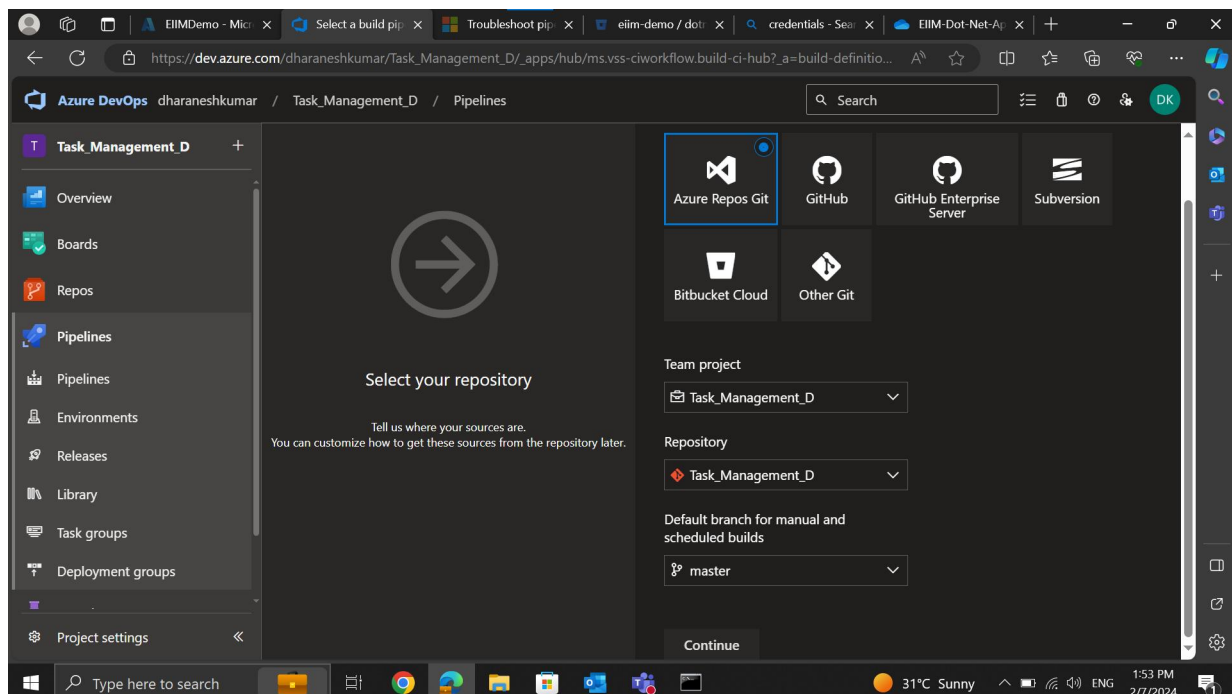 EIIMDemo - Micr
Select a build pip
Troubleshoot pip
eiim-demo / dotr
credentials - Sear
EIIM-Dot-Net-Ap
https://dev.azure.com/dharaneshkumar/Task_Management_D/_apps/hub/ms.vss-ciworkflow.build-ci-hub?_a=build-definitio...
Azure DevOps dharaneshkumar / Task_Management_D / Pipelines
Search
DK
T Task_Management_D +
Overview
Boards
Repos
Pipelines
Pipelines
Environments
Releases
Library
Task groups
Deployment groups
Project settings
Select your repository
Tell us where your sources are.
You can customize how to get these sources from the repository later.
Azure Repos Git
GitHub
GitHub Enterprise
Server
Subversion
Bitbucket Cloud
Other Git
Team project
Task_Management_D
Repository
Task_Management_D
Default branch for manual and
scheduled builds
master
Continue
Type here to search
31°C Sunny
ENG
1:53 PM
2/7/2024